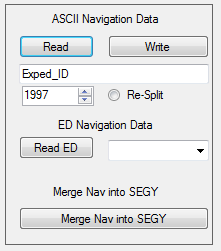 ASCII Navigation Data
Read Write
Exped_ID
1997 Re-Split
ED Navigation Data
Read ED
Merge Nav into SEGY
Merge Nav into SEGY